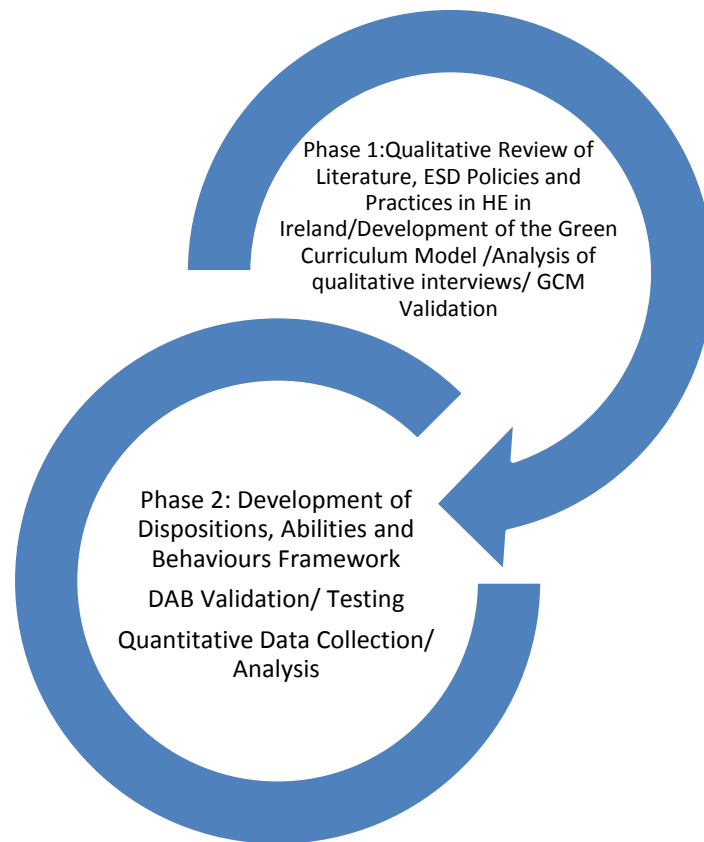 Phase 1:Qualitative Review of
Literature, ESD Policies and
Practices in HE in
Ireland/Development of the Green
Curriculum Model /Analysis of
qualitative interviews/ GCM
Validation
Phase 2: Development of
Dispositions, Abilities and
Behaviours Framework
DAB Validation/ Testing
Quantitative Data Collection/
Analysis